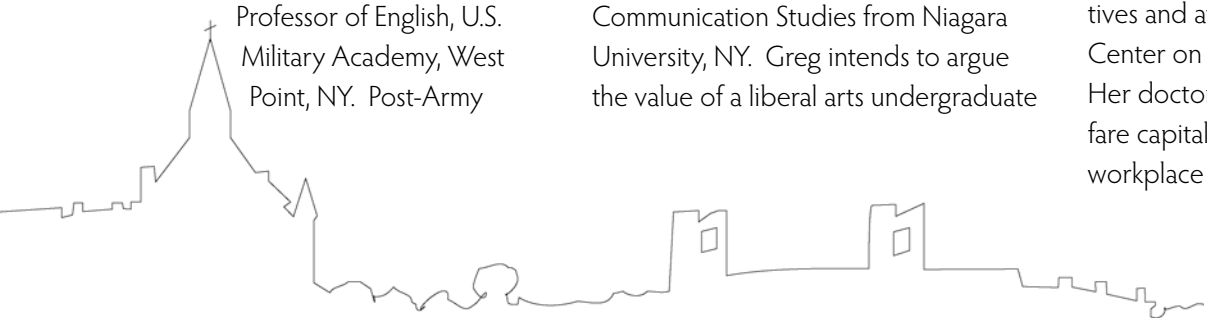 Professor of English, U.S.
Military Academy, West
Point, NY. Post-Army
Communication Studies from Niagara
University, NY. Greg intends to argue
the value of a liberal arts undergraduate
tives and
Center on
Her
fare capital
workplace